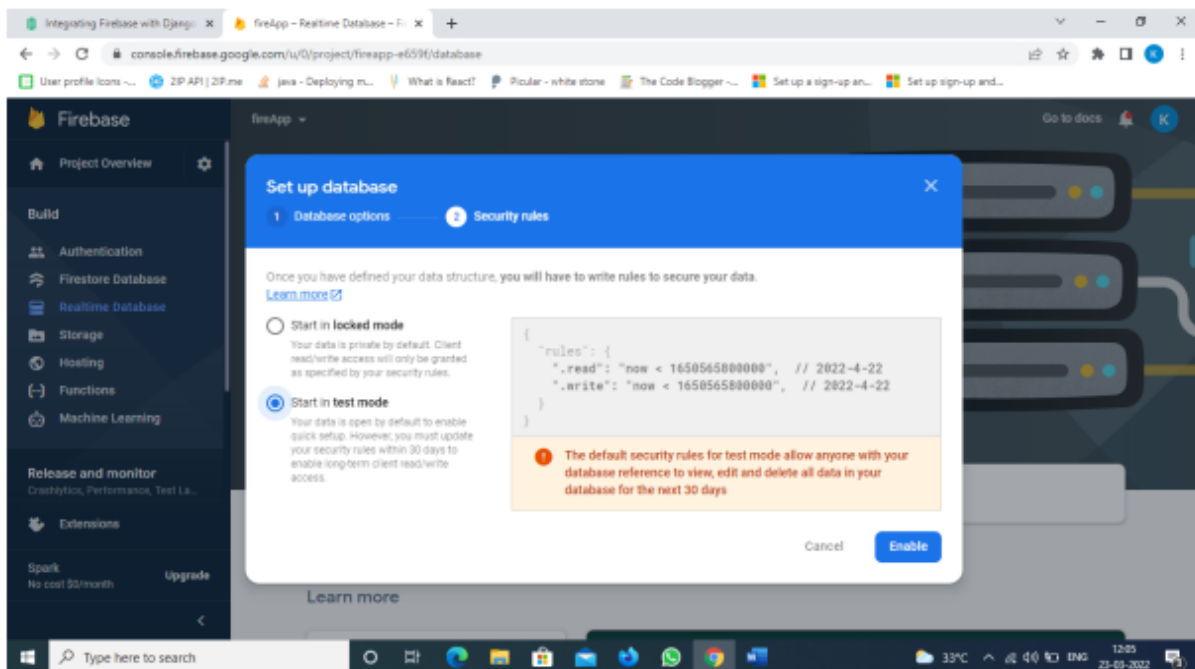 Integrating Firebase with Django
fireApp – Realtime Database – Fi
console.firebase.google.com/u/0/project/fireapp-e659f/database
User profile Icons -...
2IP API | 2IP.me
java - Deploying m...
What is React?
Picular - white stone
The Code Blogger -...
Set up a sign-up an...
Set up sign-up and...
Firebase
fireApp
Go to docs
K
Project Overview
Build
Authentication
Firestore Database
Realtime Database
Storage
Hosting
Functions
Machine Learning
Release and monitor
Crashlytics, Performance, Test La...
Extensions
Spark
No cost $0/month
Upgrade
Set up database
1 Database options
2 Security rules
Once you have defined your data structure, you will have to write rules to secure your data.
Learn more
Start in locked mode
Your data is private by default. Client
read/write access will only be granted
as specified by your security rules.
Start in test mode
Your data is open by default to enable
quick setup. However, you must update
your security rules within 30 days to
enable long-term client read/write
access.
{
"rules": {
".read": "now < 1650565800000", // 2022-4-22
".write": "now < 1650565800000", // 2022-4-22
}
}
The default security rules for test mode allow anyone with your
database reference to view, edit and delete all data in your
database for the next 30 days
Cancel
Enable
Learn more
Type here to search
33°C
ENG
12:05
23-03-2022